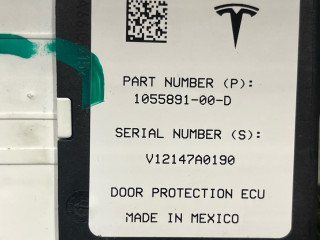 PART NUMBER (P):
1055891-00-D
SERIAL NUMBER (S):
V12147A0190
DOOR PROTECTION ECU
MADE IN MEXICO